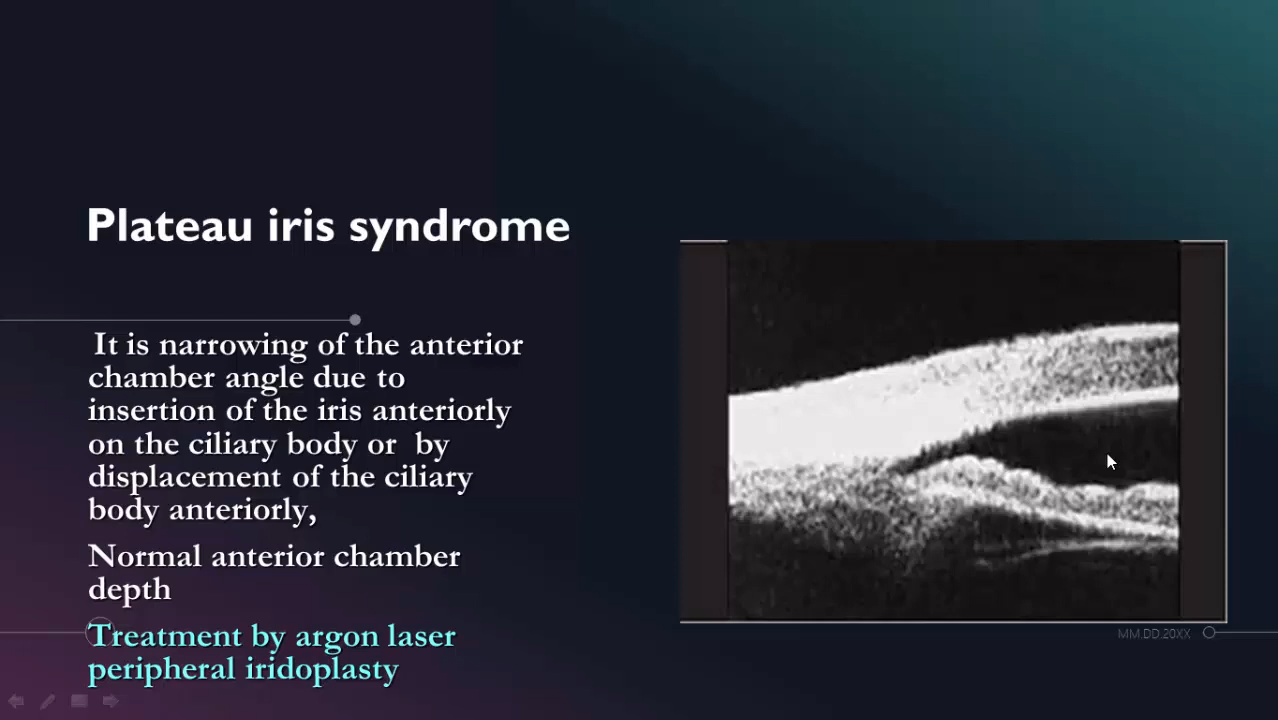 Plateau iris syndrome
It is narrowing of the anterior
chamber angle due to
insertion of the iris anteriorly
on the ciliary body or by
displacement of the ciliary
body anteriorly,
Normal anterior chamber
depth
Treatment by argon laser
peripheral iridoplasty
MM.DD.20XX